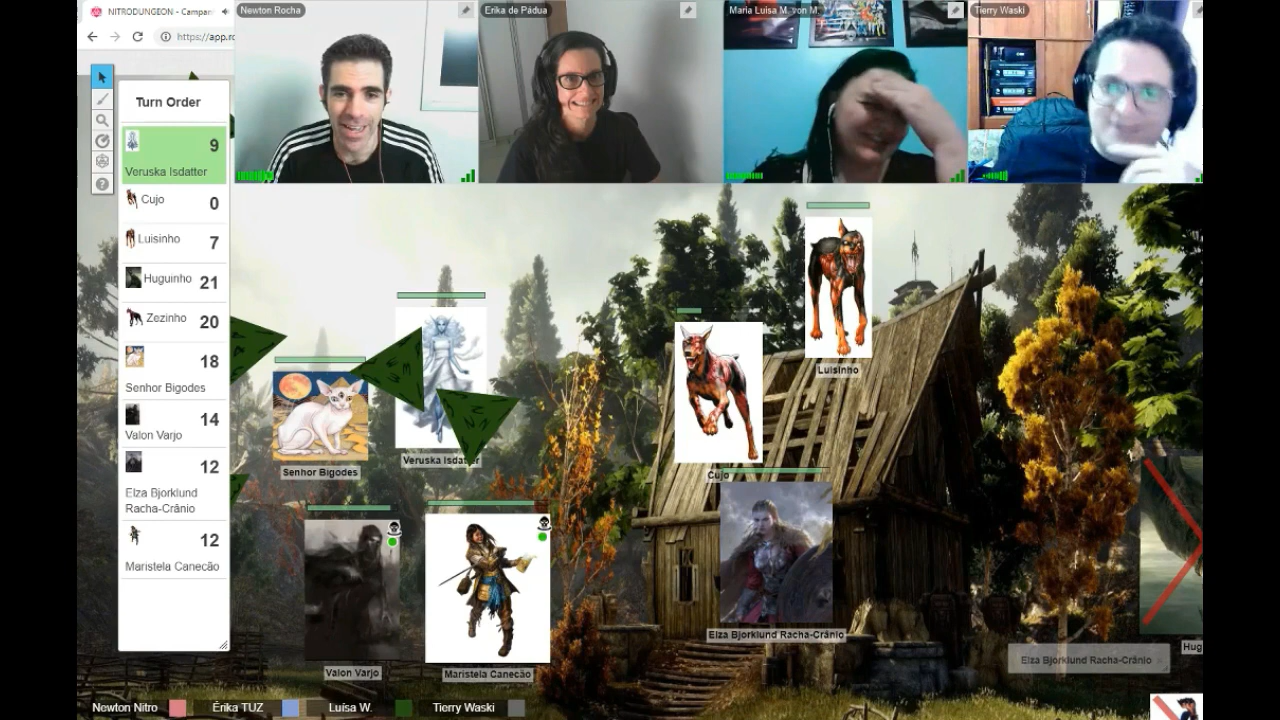 NITRODUNGEON - Campan
https://app.ro
Newton Rocha
Erika de Pádua
Maria Luisa M. von M.
Tierry Waski
Turn Order
9
Veruska Isdatter
Cujo 0
Luisinho 7
Huguinho 21
Zezinho 20
18
Senhor Bigodes
14
Valon Varjo
12
Elza Bjorklund
Racha-Crânio
12
Maristela Canecão
Luisinho
Senhor Bigodes
Veruska Isdatter
Cujo
Elza Bjorklund Racha-Crânio
Valon Varjo
Maristela Canecão
Hug
Elza Bjorklund Racha-Crânio
Newton Nitro
Èrika TUZ
Luísa W.
Tierry Waski